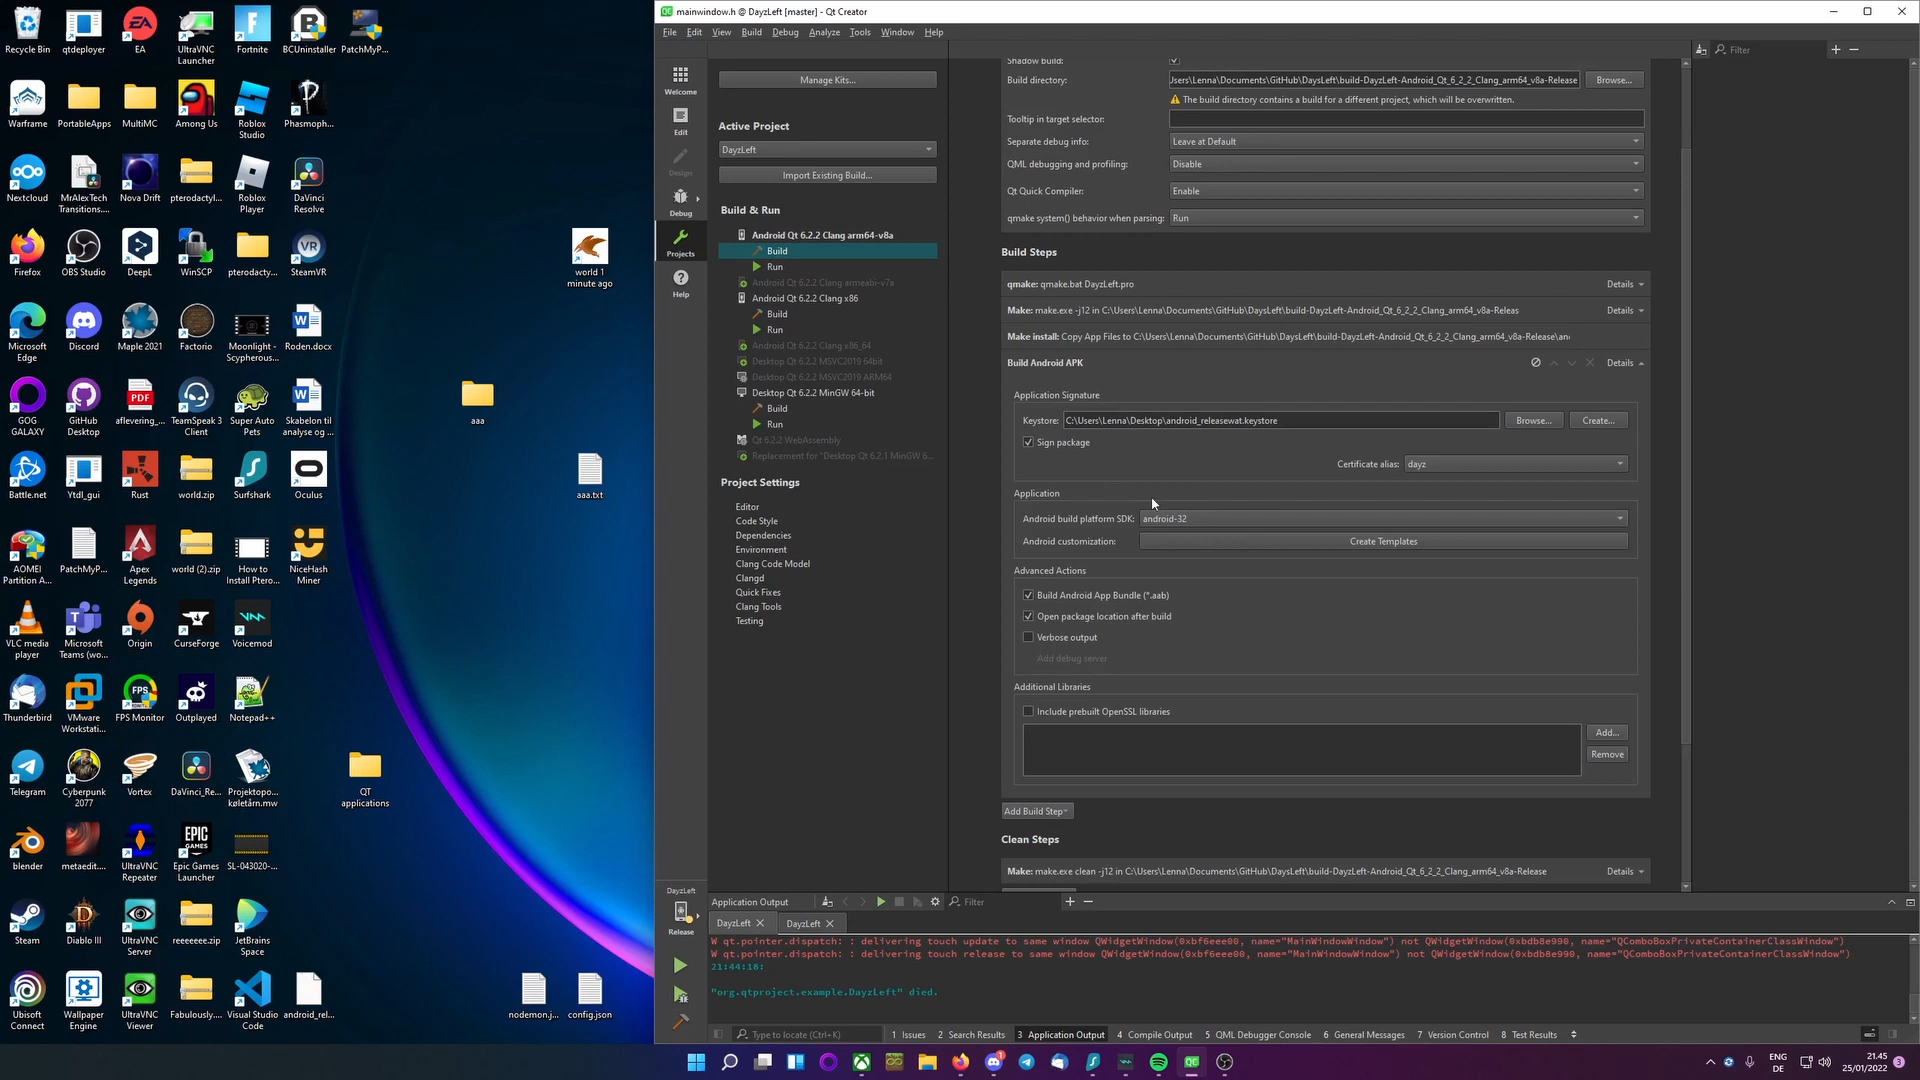 Recycle Bin
qtdeployer
EA
UltraVNC Launcher
Fortnite
BCUninstaller
PatchMyP...
Warframe
PortableApps
MultiMC
Among Us
Roblox Studio
Phasmoph...
Nextcloud
MrAlexTech Transitions....
Nova Drift
pterodactyl...
Roblox Player
DaVinci Resolve
Firefox
OBS Studio
DeepL
WinSCP
pterodacty...
SteamVR
world 1 minute ago
Microsoft Edge
Discord
Maple 2021
Factorio
Moonlight - Scypherous...
Roden.docx
GOG GALAXY
GitHub Desktop
aflevering_...
TeamSpeak 3 Client
Super Auto Pets
Skabelon til analyse og ...
aaa
Battle.net
Ytdl_gui
Rust
world.zip
Surfshark
Oculus
aaa.txt
AOMEI Partition A...
PatchMyP...
Apex Legends
world (2).zip
How to Install Ptero...
NiceHash Miner
VLC media player
Microsoft Teams (wo...
Origin
CurseForge
Voicemod
Thunderbird
VMware Workstati...
FPS Monitor
Outplayed
Notepad++
Telegram
Cyberpunk 2077
Vortex
DaVinci_Re...
Projektopo... køletårn.mw
QT applications
blender
metaedit....
UltraVNC Repeater
Epic Games Launcher
SL-043020-...
Steam
Diablo III
UltraVNC Server
reeeeeze.zip
JetBrains Space
Ubisoft Connect
Wallpaper Engine
UltraVNC Viewer
Fabulously....
Visual Studio Code
android_rel...
nodemon.j...
config.json
mainwindow.h @ DayzLeft [master] - Qt Creator
File Edit View Build Debug Analyze Tools Window Help
Welcome
Edit
Design
Debug
Projects
Help
Manage Kits...
Active Project
DayzLeft
Import Existing Build...
Build & Run
Android Qt 6.2.2 Clang arm64-v8a
Build
Run
Android Qt 6.2.2 Clang armeabi-v7a
Android Qt 6.2.2 Clang x86
Build
Run
Android Qt 6.2.2 Clang x86_64
Desktop Qt 6.2.2 MSVC2019 64bit
Desktop Qt 6.2.2 MSVC2019 ARM64
Desktop Qt 6.2.2 MinGW 64-bit
Build
Run
Qt 6.2.2 WebAssembly
Replacement for "Desktop Qt 6.2.1 MinGW 6...
Project Settings
Editor
Code Style
Dependencies
Environment
Clang Code Model
Clangd
Quick Fixes
Clang Tools
Testing
Filter
Shadow build:
Build directory: Jsers\Lenna\Documents\GitHub\DaysLeft\build-DayzLeft-Android_Qt_6_2_2_Clang_arm64_v8a-Release Browse...
The build directory contains a build for a different project, which will be overwritten.
Tooltip in target selector:
Separate debug info: Leave at Default
QML debugging and profiling: Disable
Qt Quick Compiler: Enable
qmake system() behavior when parsing: Run
Build Steps
qmake: qmake.bat DayzLeft.pro Details
Make: make.exe -j12 in C:\Users\Lenna\Documents\GitHub\DaysLeft\build-DayzLeft-Android_Qt_6_2_2_Clang_arm64_v8a-Releas Details
Make install: Copy App Files to C:\Users\Lenna\Documents\GitHub\DaysLeft\build-DayzLeft-Android_Qt_6_2_2_Clang_arm64_v8a-Release\anc
Build Android APK Details
Application Signature
Keystore: C:\Users\Lenna\Desktop\android_releasewat.keystore Browse... Create...
Sign package
Certificate alias: dayz
Application
Android build platform SDK: android-32
Android customization: Create Templates
Advanced Actions
Build Android App Bundle (*.aab)
Open package location after build
Verbose output
Add debug server
Additional Libraries
Include prebuilt OpenSSL libraries
Add...
Remove
Add Build Step
Clean Steps
Make: make.exe clean -j12 in C:\Users\Lenna\Documents\GitHub\DaysLeft\build-DayzLeft-Android_Qt_6_2_2_Clang_arm64_v8a-Release Details
DayzLeft
Release
Application Output Filter
DayzLeft DayzLeft
W qt.pointer.dispatch: : delivering touch update to same window QWidgetWindow(0xbf6eee00, name="MainWindowWindow") not QWidgetWindow(0xbdb8e990, name="QComboBoxPrivateContainerClassWindow")
W qt.pointer.dispatch: : delivering touch release to same window QWidgetWindow(0xbf6eee00, name="MainWindowWindow") not QWidgetWindow(0xbdb8e990, name="QComboBoxPrivateContainerClassWindow")
21:44:18:
"org.qtproject.example.DayzLeft" died.
Type to locate (Ctrl+K) 1 Issues 2 Search Results 3 Application Output 4 Compile Output 5 QML Debugger Console 6 General Messages 7 Version Control 8 Test Results
ENG
DE
21.45
25/01/2022
3